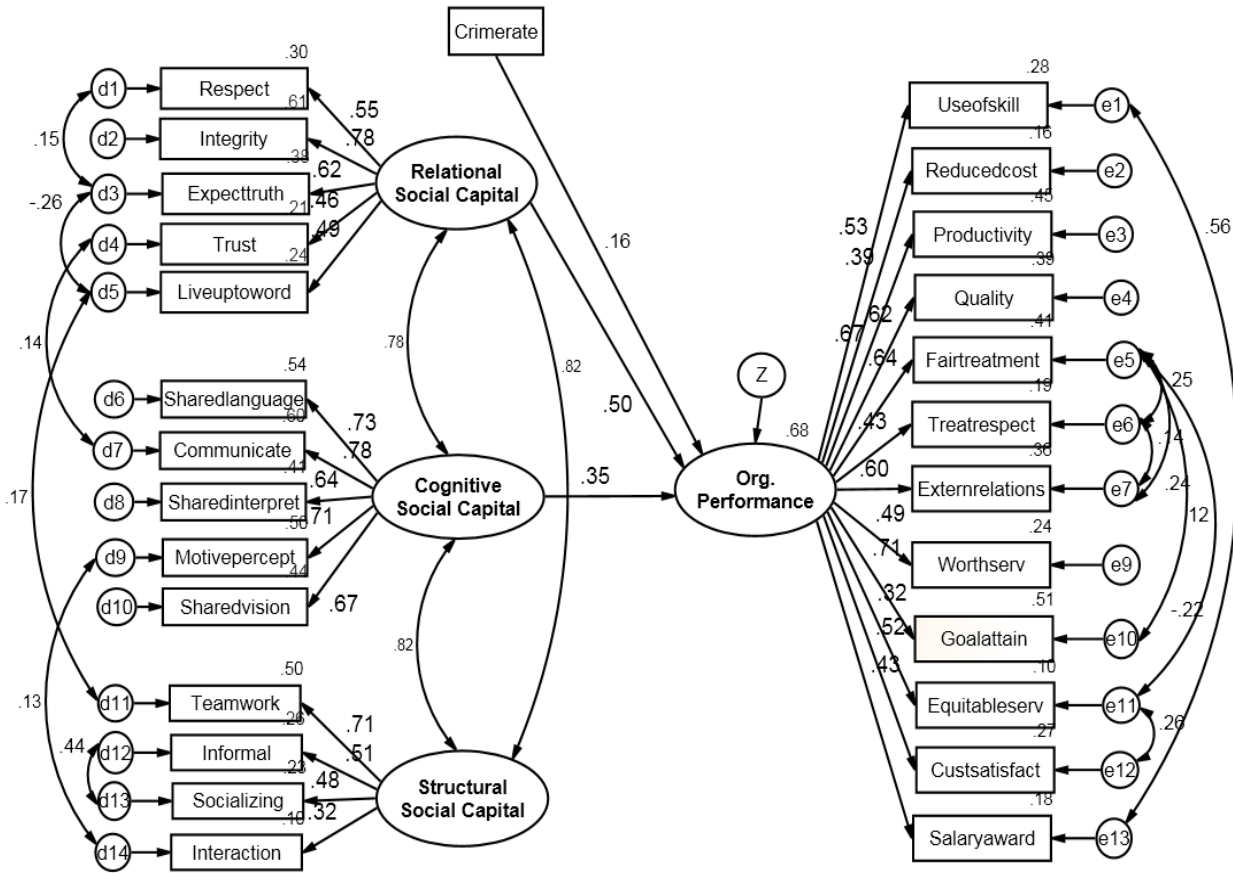 Crimerate
.30
d1
Respect
.61
.55
d2
Integrity
.78
.15
.38
.62
Relational
Social Capital
d3
Expecttruth
-.26
.21
.46
d4
Trust
.49
.24
d5
Liveuptoword
.14
.54
d6
Sharedlanguage
.60
.73
d7
Communicate
.78
.41
.64
Cognitive
Social Capital
d8
Sharedinterpret
.71
.17
.50
d9
Motivepercept
.44
d10
Sharedvision
.67
.50
d11
Teamwork
.13
.26
.71
d12
Informal
.51
.44
.23
.48
d13
Socializing
.32
Structural
Social Capital
.10
d14
Interaction
.78
.82
.82
.16
.50
.35
Z
.68
Org.
Performance
.28
Useofskill
e1
.16
Reducedcost
e2
.45
.53
.39
Productivity
e3
.56
.39
Quality
e4
.62
.67
.41
.64
Fairtreatment
e5
.25
.19
.43
Treatrespect
e6
.14
.36
.60
Externrelations
e7
.24
.49
12
.24
.71
Worthserv
e9
.32
.51
-.22
.52
Goalattain
e10
.43
.10
Equitableserv
e11
.27
.26
Custsatisfact
e12
.18
Salaryaward
e13